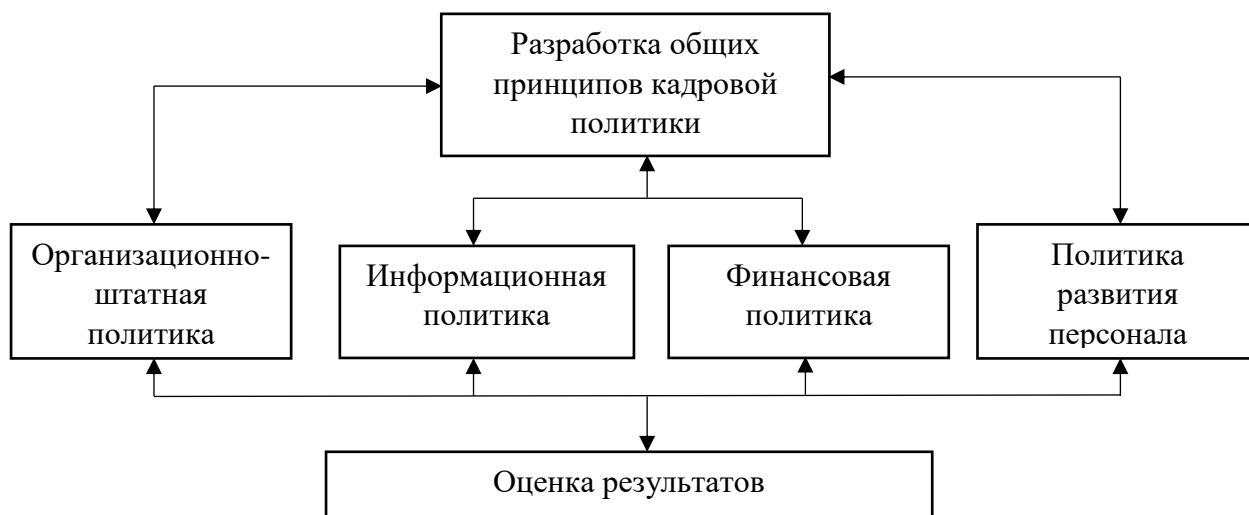 Разработка общих
принципов кадровой
политики
Организационно-
штатная
политика
Информационная
политика
Финансовая
политика
Политика
развития
персонала
Оценка результатов